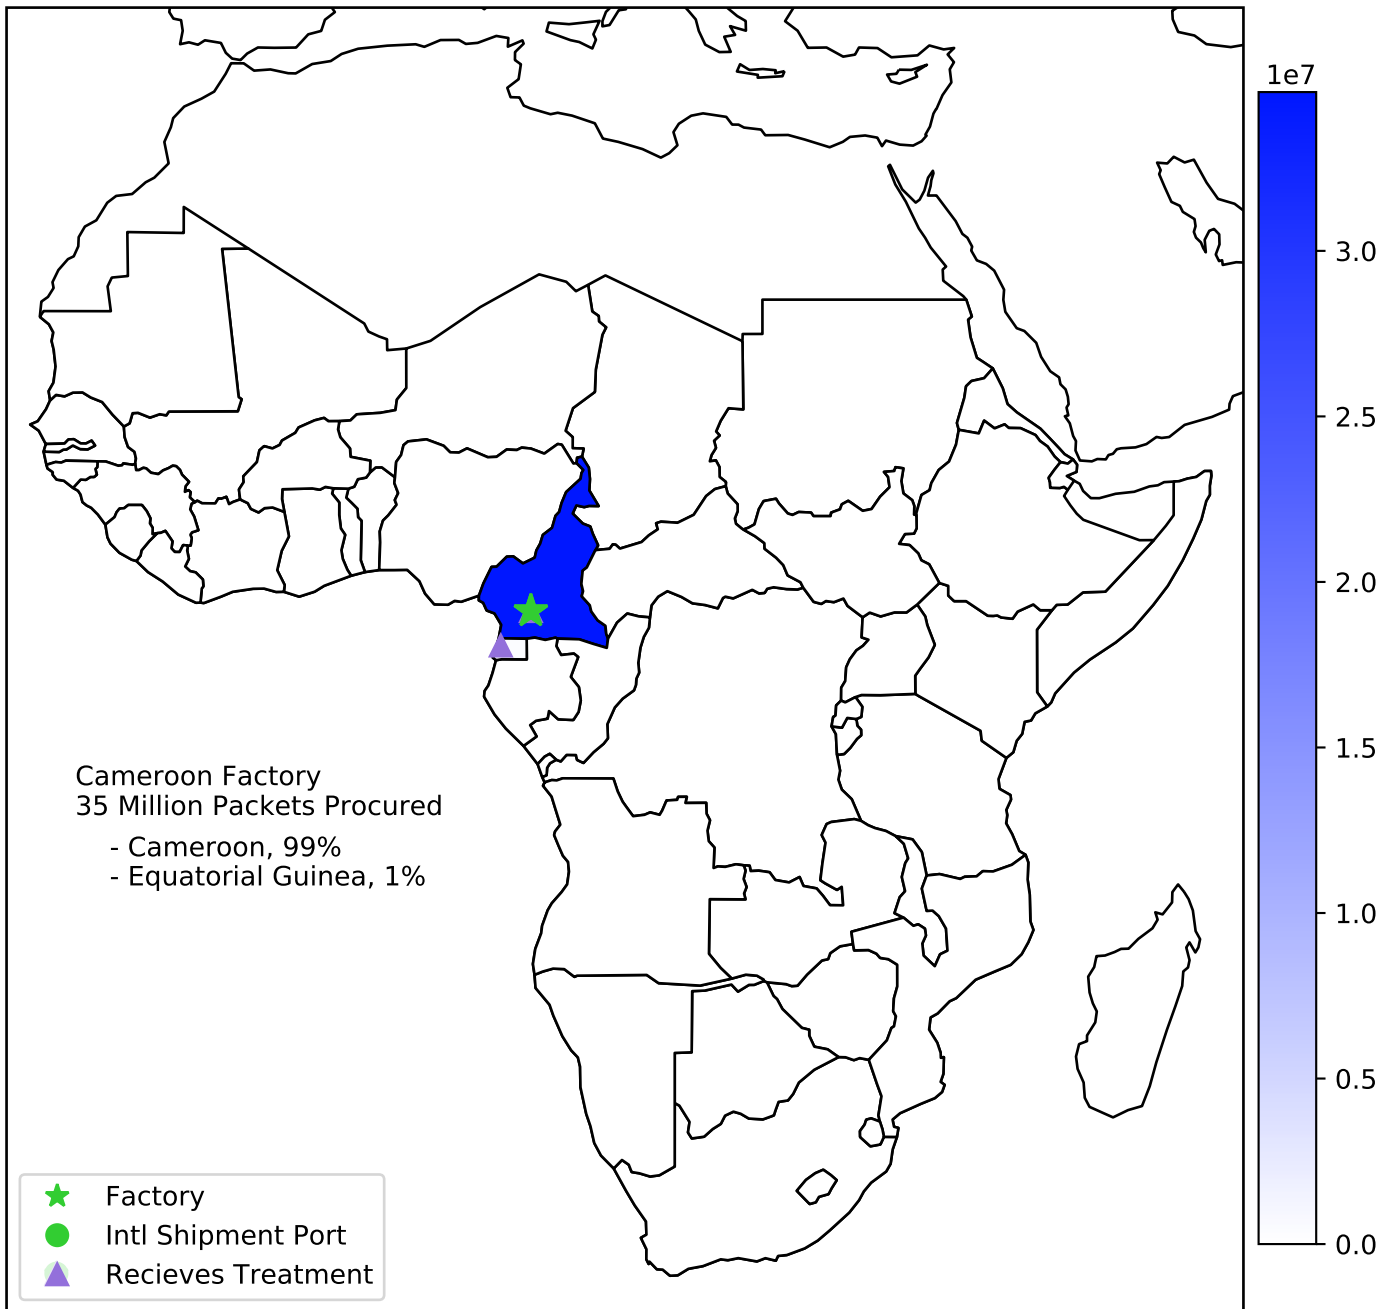 1e7
3.0
2.5
2.0
1.5
1.0
0.5
0.0
Cameroon Factory
35 Million Packets Procured
- Cameroon, 99%
- Equatorial Guinea, 1%
Factory
Intl Shipment Port
Recieves Treatment